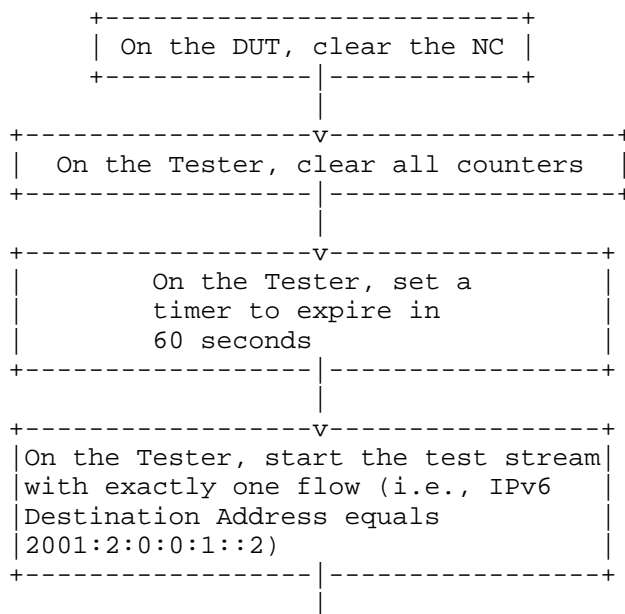 On the DUT, clear the NC
On the Tester, clear all counters
On the Tester, set a
timer to expire in
60 seconds
On the Tester, start the test stream
with exactly one flow (i.e., IPv6
Destination Address equals
2001:2:0:0:1::2)